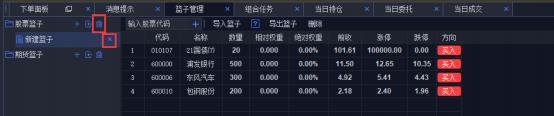 下单面板 消息提示 篮子管理 组合任务 当日持仓 当日委托 当日成交
股票篮子 输入股票代码 导入篮子 导出篮子 删除
新建篮子 代码 名称 数量 相对权重 绝对权重 前收 涨停 跌停 方向
期货篮子 1 010107 21国债(7) 20 0.000 0.00% 101.61 100000.00 0.00 买入
2 600000 浦发银行 500 0.000 0.00% 11.50 12.65 10.35 买入
3 600006 东风汽车 300 0.000 0.00% 4.92 5.41 4.43 买入
4 600010 包钢股份 200 0.000 0.00% 2.18 2.40 1.96 买入